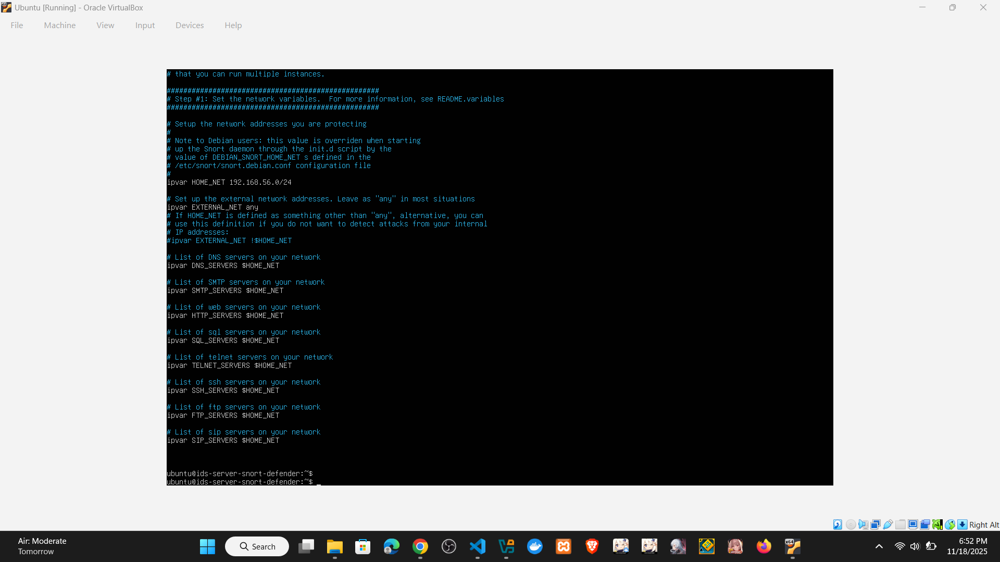 Ubuntu [Running] - Oracle VirtualBox
File Machine View Input Devices Help
# that you can run multiple instances.
###################################################
# Step #1: Set the network variables.  For more information, see README.variables
###################################################
# Setup the network addresses you are protecting
#
# Note to Debian users: this value is overriden when starting
# up the Snort daemon through the init.d script by the
# value of DEBIAN_SNORT_HOME_NET s defined in the
# /etc/snort/snort.debian.conf configuration file
#
ipvar HOME_NET 192.168.56.0/24
# Set up the external network addresses. Leave as "any" in most situations
ipvar EXTERNAL_NET any
# If HOME_NET is defined as something other than "any", alternative, you can
# use this definition if you do not want to detect attacks from your internal
# IP addresses:
#ipvar EXTERNAL_NET !$HOME_NET
# List of DNS servers on your network
ipvar DNS_SERVERS $HOME_NET
# List of SMTP servers on your network
ipvar SMTP_SERVERS $HOME_NET
# List of web servers on your network
ipvar HTTP_SERVERS $HOME_NET
# List of sql servers on your network
ipvar SQL_SERVERS $HOME_NET
# List of telnet servers on your network
ipvar TELNET_SERVERS $HOME_NET
# List of ssh servers on your network
ipvar SSH_SERVERS $HOME_NET
# List of ftp servers on your network
ipvar FTP_SERVERS $HOME_NET
# List of sip servers on your network
ipvar SIP_SERVERS $HOME_NET
ubuntu@ids-server-snort-defender:~$
ubuntu@ids-server-snort-defender:~$ _
Right Alt
Air: Moderate
Tomorrow
Search
6:52 PM
11/18/2025